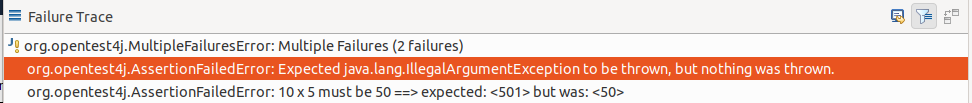 Failure Trace
org.opentest4j.MultipleFailuresError: Multiple Failures (2 failures)
org.opentest4j.AssertionFailedError: Expected java.lang.IllegalArgumentException to be thrown, but nothing was thrown.
org.opentest4j.AssertionFailedError: 10 x 5 must be 50 ==> expected: <501> but was: <50>